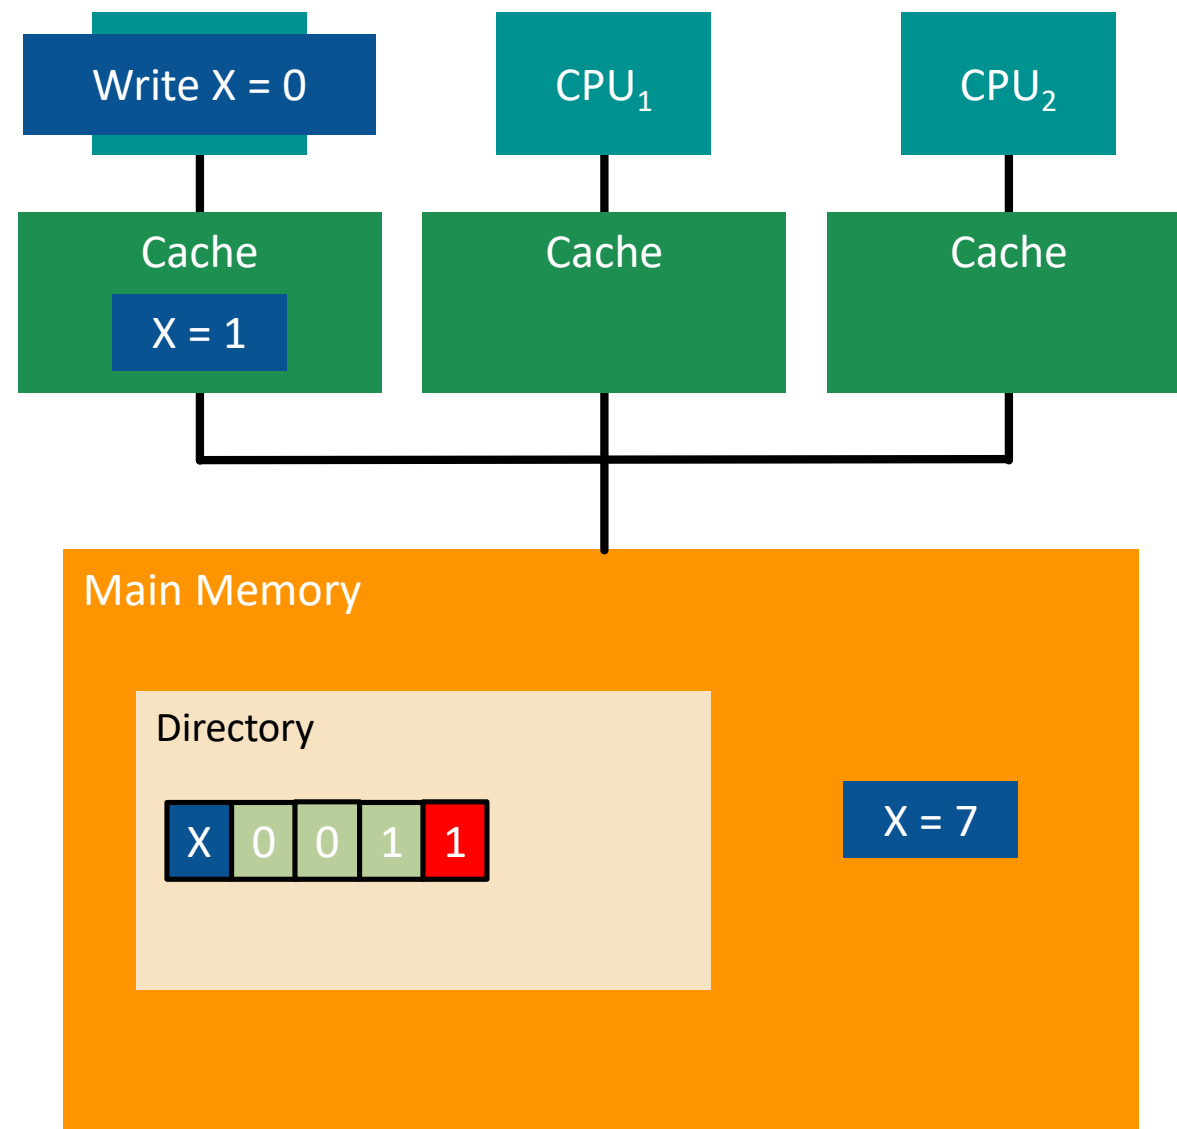 Write X = 0
CPU₁
CPU₂
Cache
Cache
Cache
X = 1
Main Memory
Directory
X 0 0 1 1
X = 7